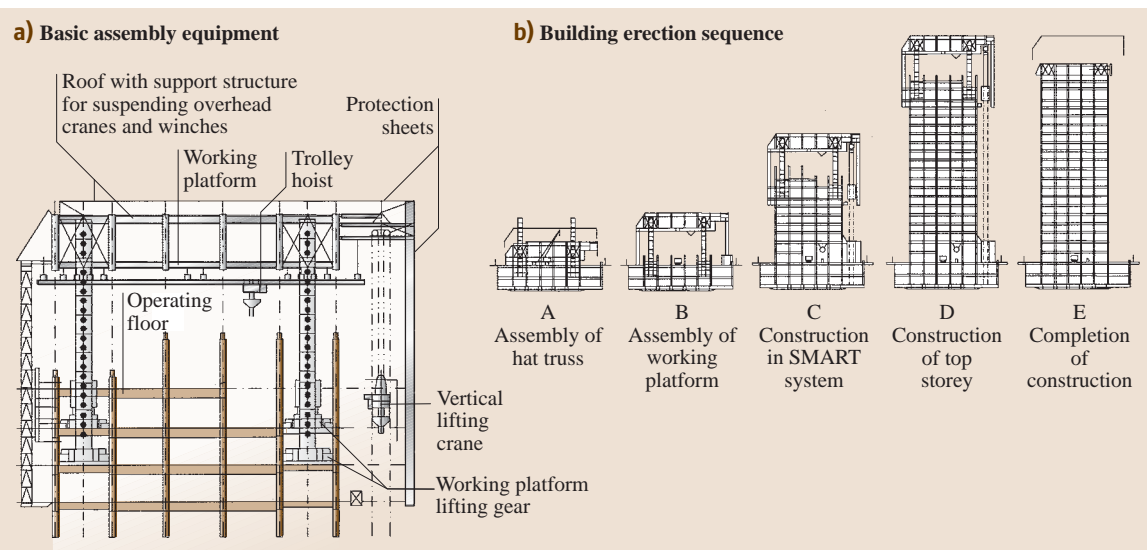 a) Basic assembly equipment
Roof with support structure
for suspending overhead
cranes and winches
Protection
sheets
Working
platform
Trolley
hoist
Operating
floor
Vertical
lifting
crane
Working platform
lifting gear
b) Building erection sequence
A
Assembly of
hat truss
B
Assembly of
working
platform
C
Construction
in SMART
system
D
Construction
of top
storey
E
Completion
of
construction